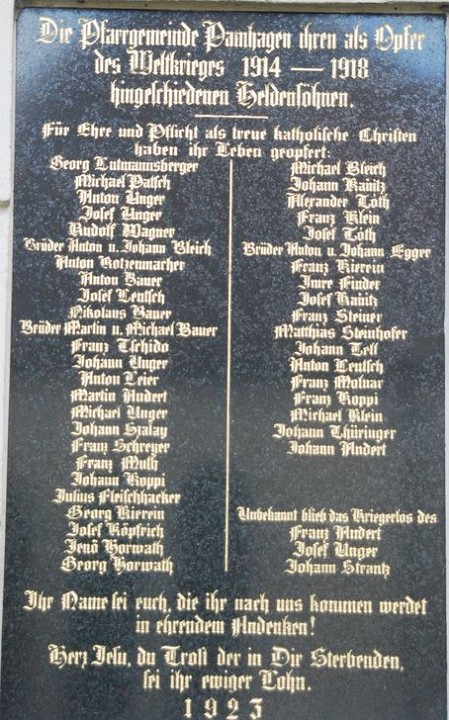 Die Pfarrgemeinde Pamhagen ihren als Opfer
des Weltkrieges 1914 — 1918
hingeschiedenen Heldensöhnen.
Für Ehre und Pflicht als treue katholische Christen
haben ihr Leben geopfert:
Georg Lutmannsberger
Michael Patsch
Anton Unger
Josef Unger
Rudolf Wagner
Brüder Anton u. Johann Bleich
Anton Kotzenmacher
Anton Bauer
Josef Leutsch
Nikolaus Bauer
Brüder Martin u. Michael Bauer
Franz Tschido
Johann Unger
Anton Leier
Martin Andert
Michael Unger
Johann Szalay
Franz Schreyer
Franz Muth
Johann Koppi
Julius Fleischhacker
Georg Kierein
Josef Köpfrich
Jenö Horwath
Georg Horwath
Michael Bleich
Johann Kanitz
Alexander Tóth
Franz Klein
Josef Tóth
Brüder Anton u. Johann Egger
Franz Kierein
Imre Finder
Josef Kanitz
Franz Steiner
Matthias Steinhofer
Johann Tell
Anton Leutsch
Franz Molnar
Franz Koppi
Michael Klein
Johann Thüringer
Johann Andert
Unbekannt blieb das Kriegerlos des
Franz Andert
Josef Unger
Johann Strantz
Ihr Name sei euch, die ihr nach uns kommen werdet
in ehrendem Andenken!
Herz Jesu, du Trost der in Dir Sterbenden,
sei ihr ewiger Lohn.
1923